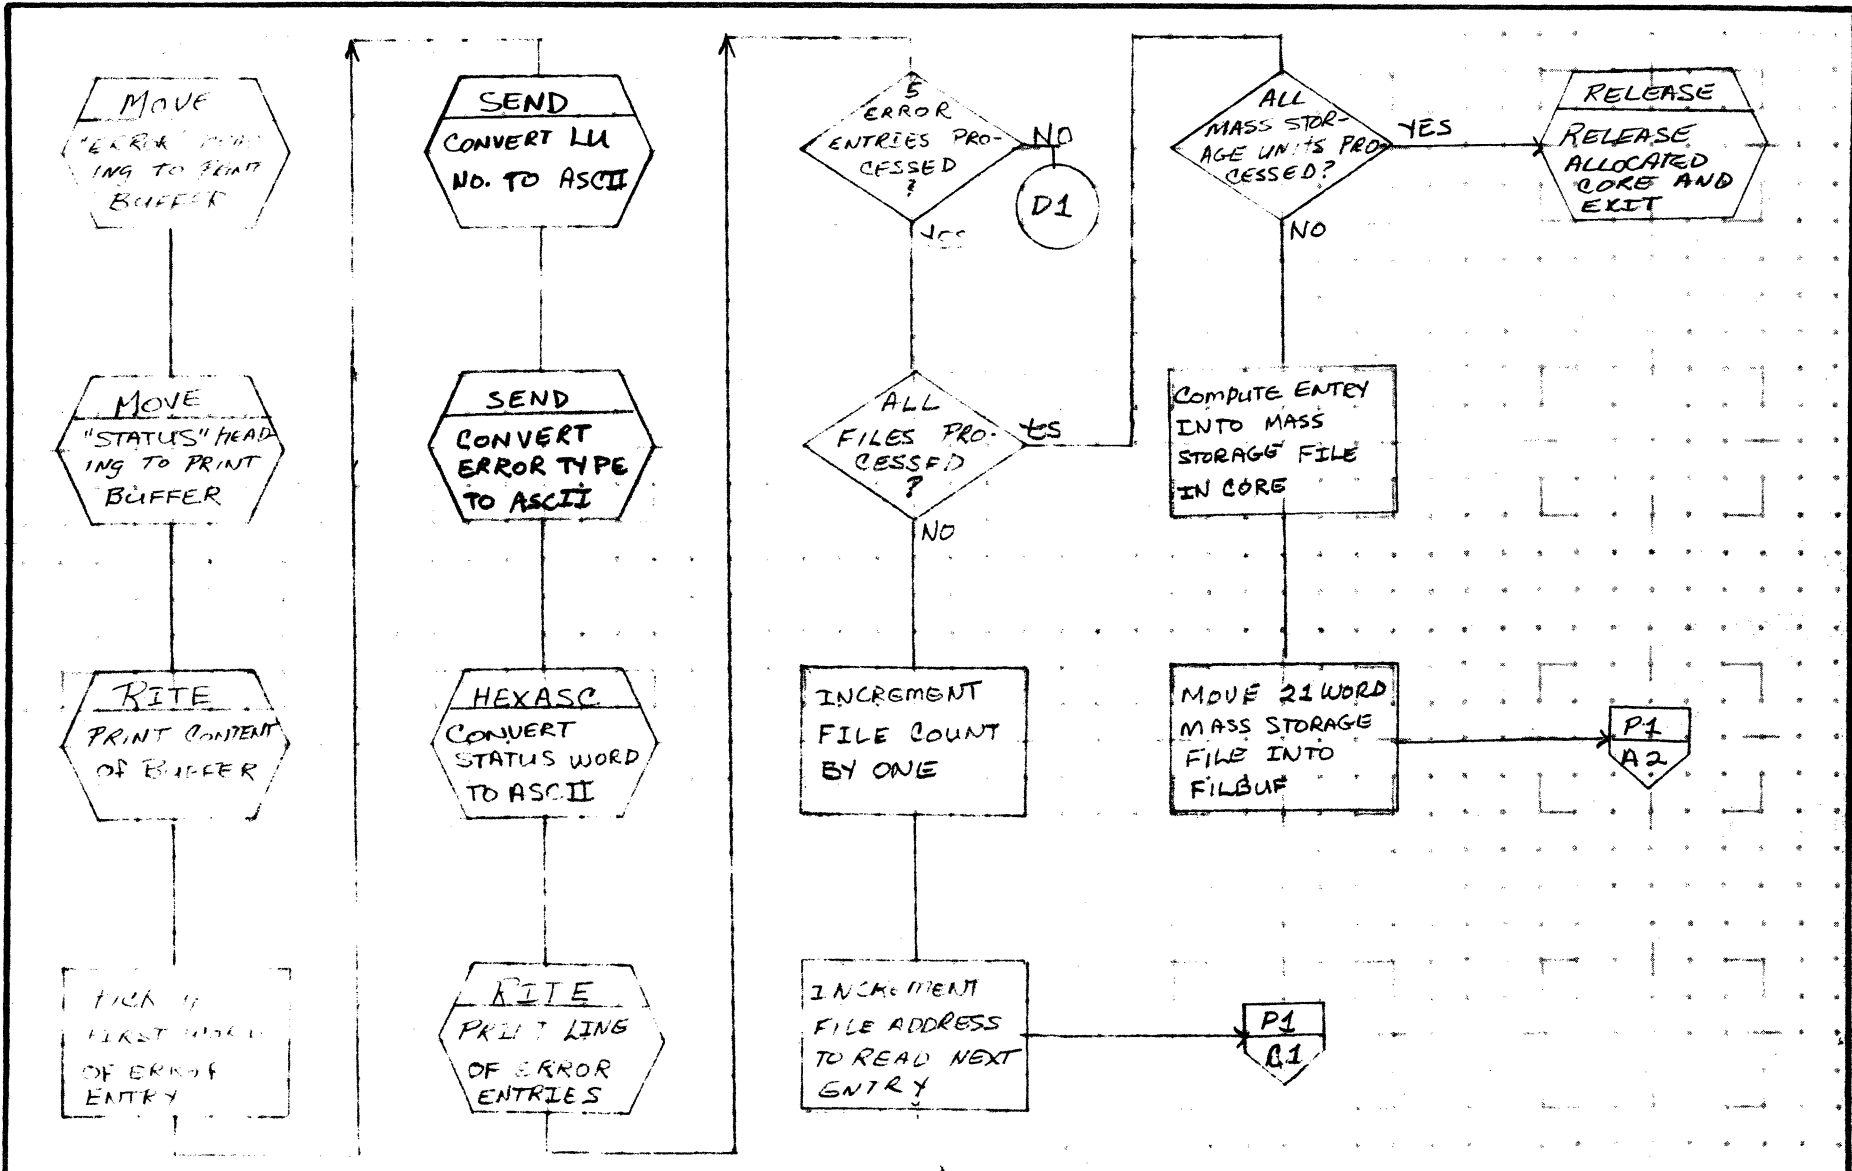 MOVE
"ERROR" HEAD-
ING TO PRINT
BUFFER
MOVE
"STATUS" HEAD-
ING TO PRINT
BUFFER
RITE
PRINT CONTENT
OF BUFFER
PICK U
FIRST WORD
OF ERROR
ENTRY
SEND
CONVERT LU
NO. TO ASCII
SEND
CONVERT
ERROR TYPE
TO ASCII
HEXASC
CONVERT
STATUS WORD
TO ASCII
RITE
PRINT LINE
OF ERROR
ENTRIES
5
ERROR
ENTRIES PRO-
CESSED
?
NO
D1
YES
ALL
FILES PRO-
CESSED
?
YES
NO
INCREMENT
FILE COUNT
BY ONE
INCREMENT
FILE ADDRESS
TO READ NEXT
ENTRY
P1
C1
ALL
MASS STOR-
AGE UNITS PRO-
CESSED?
YES
NO
COMPUTE ENTRY
INTO MASS
STORAGE FILE
IN CORE
MOVE 21 WORD
MASS STORAGE
FILE INTO
FILBUF
P1
A2
RELEASE
RELEASE
ALLOCATED
CORE AND
EXIT